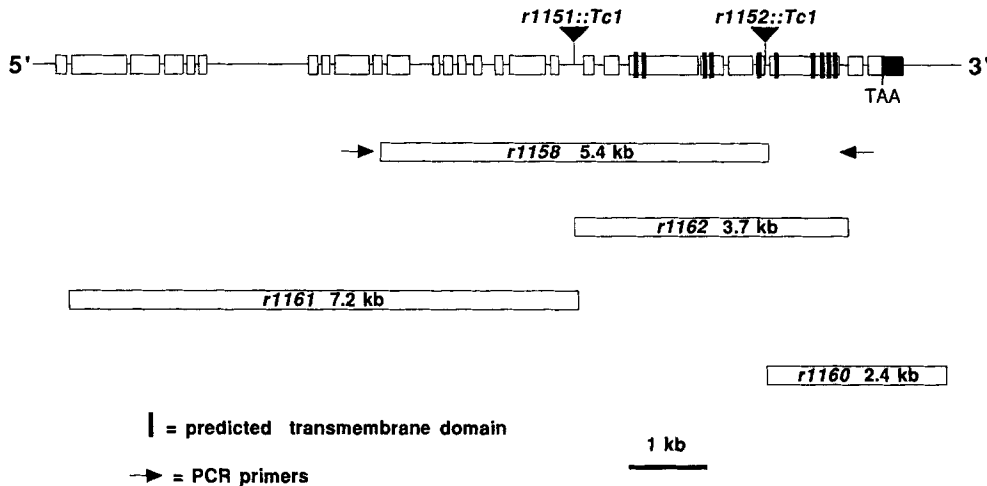 r1151::Tc1 r1152::Tc1
5' 3'
TAA
r1158 5.4 kb
r1162 3.7 kb
r1161 7.2 kb
r1160 2.4 kb
= predicted transmembrane domain
1 kb
= PCR primers